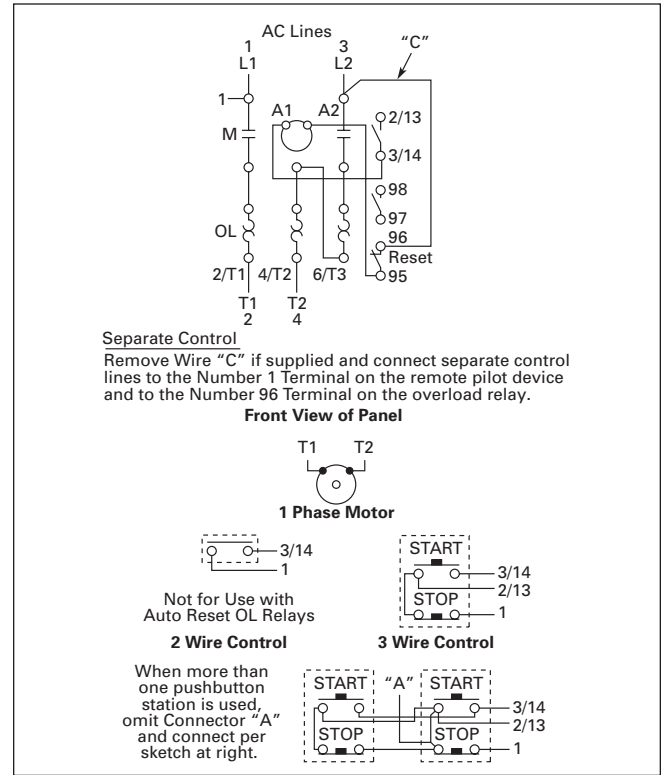 AC Lines
1 3 "C"
L1 L2
1
A1 A2 2/13
M
3/14
98
97
OL 96
Reset
2/T1 4/T2 6/T3 95
T1 T2
2 4
Separate Control
Remove Wire "C" if supplied and connect separate control
lines to the Number 1 Terminal on the remote pilot device
and to the Number 96 Terminal on the overload relay.
Front View of Panel
T1 T2
1 Phase Motor
3/14
1
Not for Use with
Auto Reset OL Relays
2 Wire Control
START
3/14
2/13
STOP
1
3 Wire Control
When more than
one pushbutton
station is used,
omit Connector "A"
and connect per
sketch at right.
START "A" START
3/14
2/13
STOP STOP
1